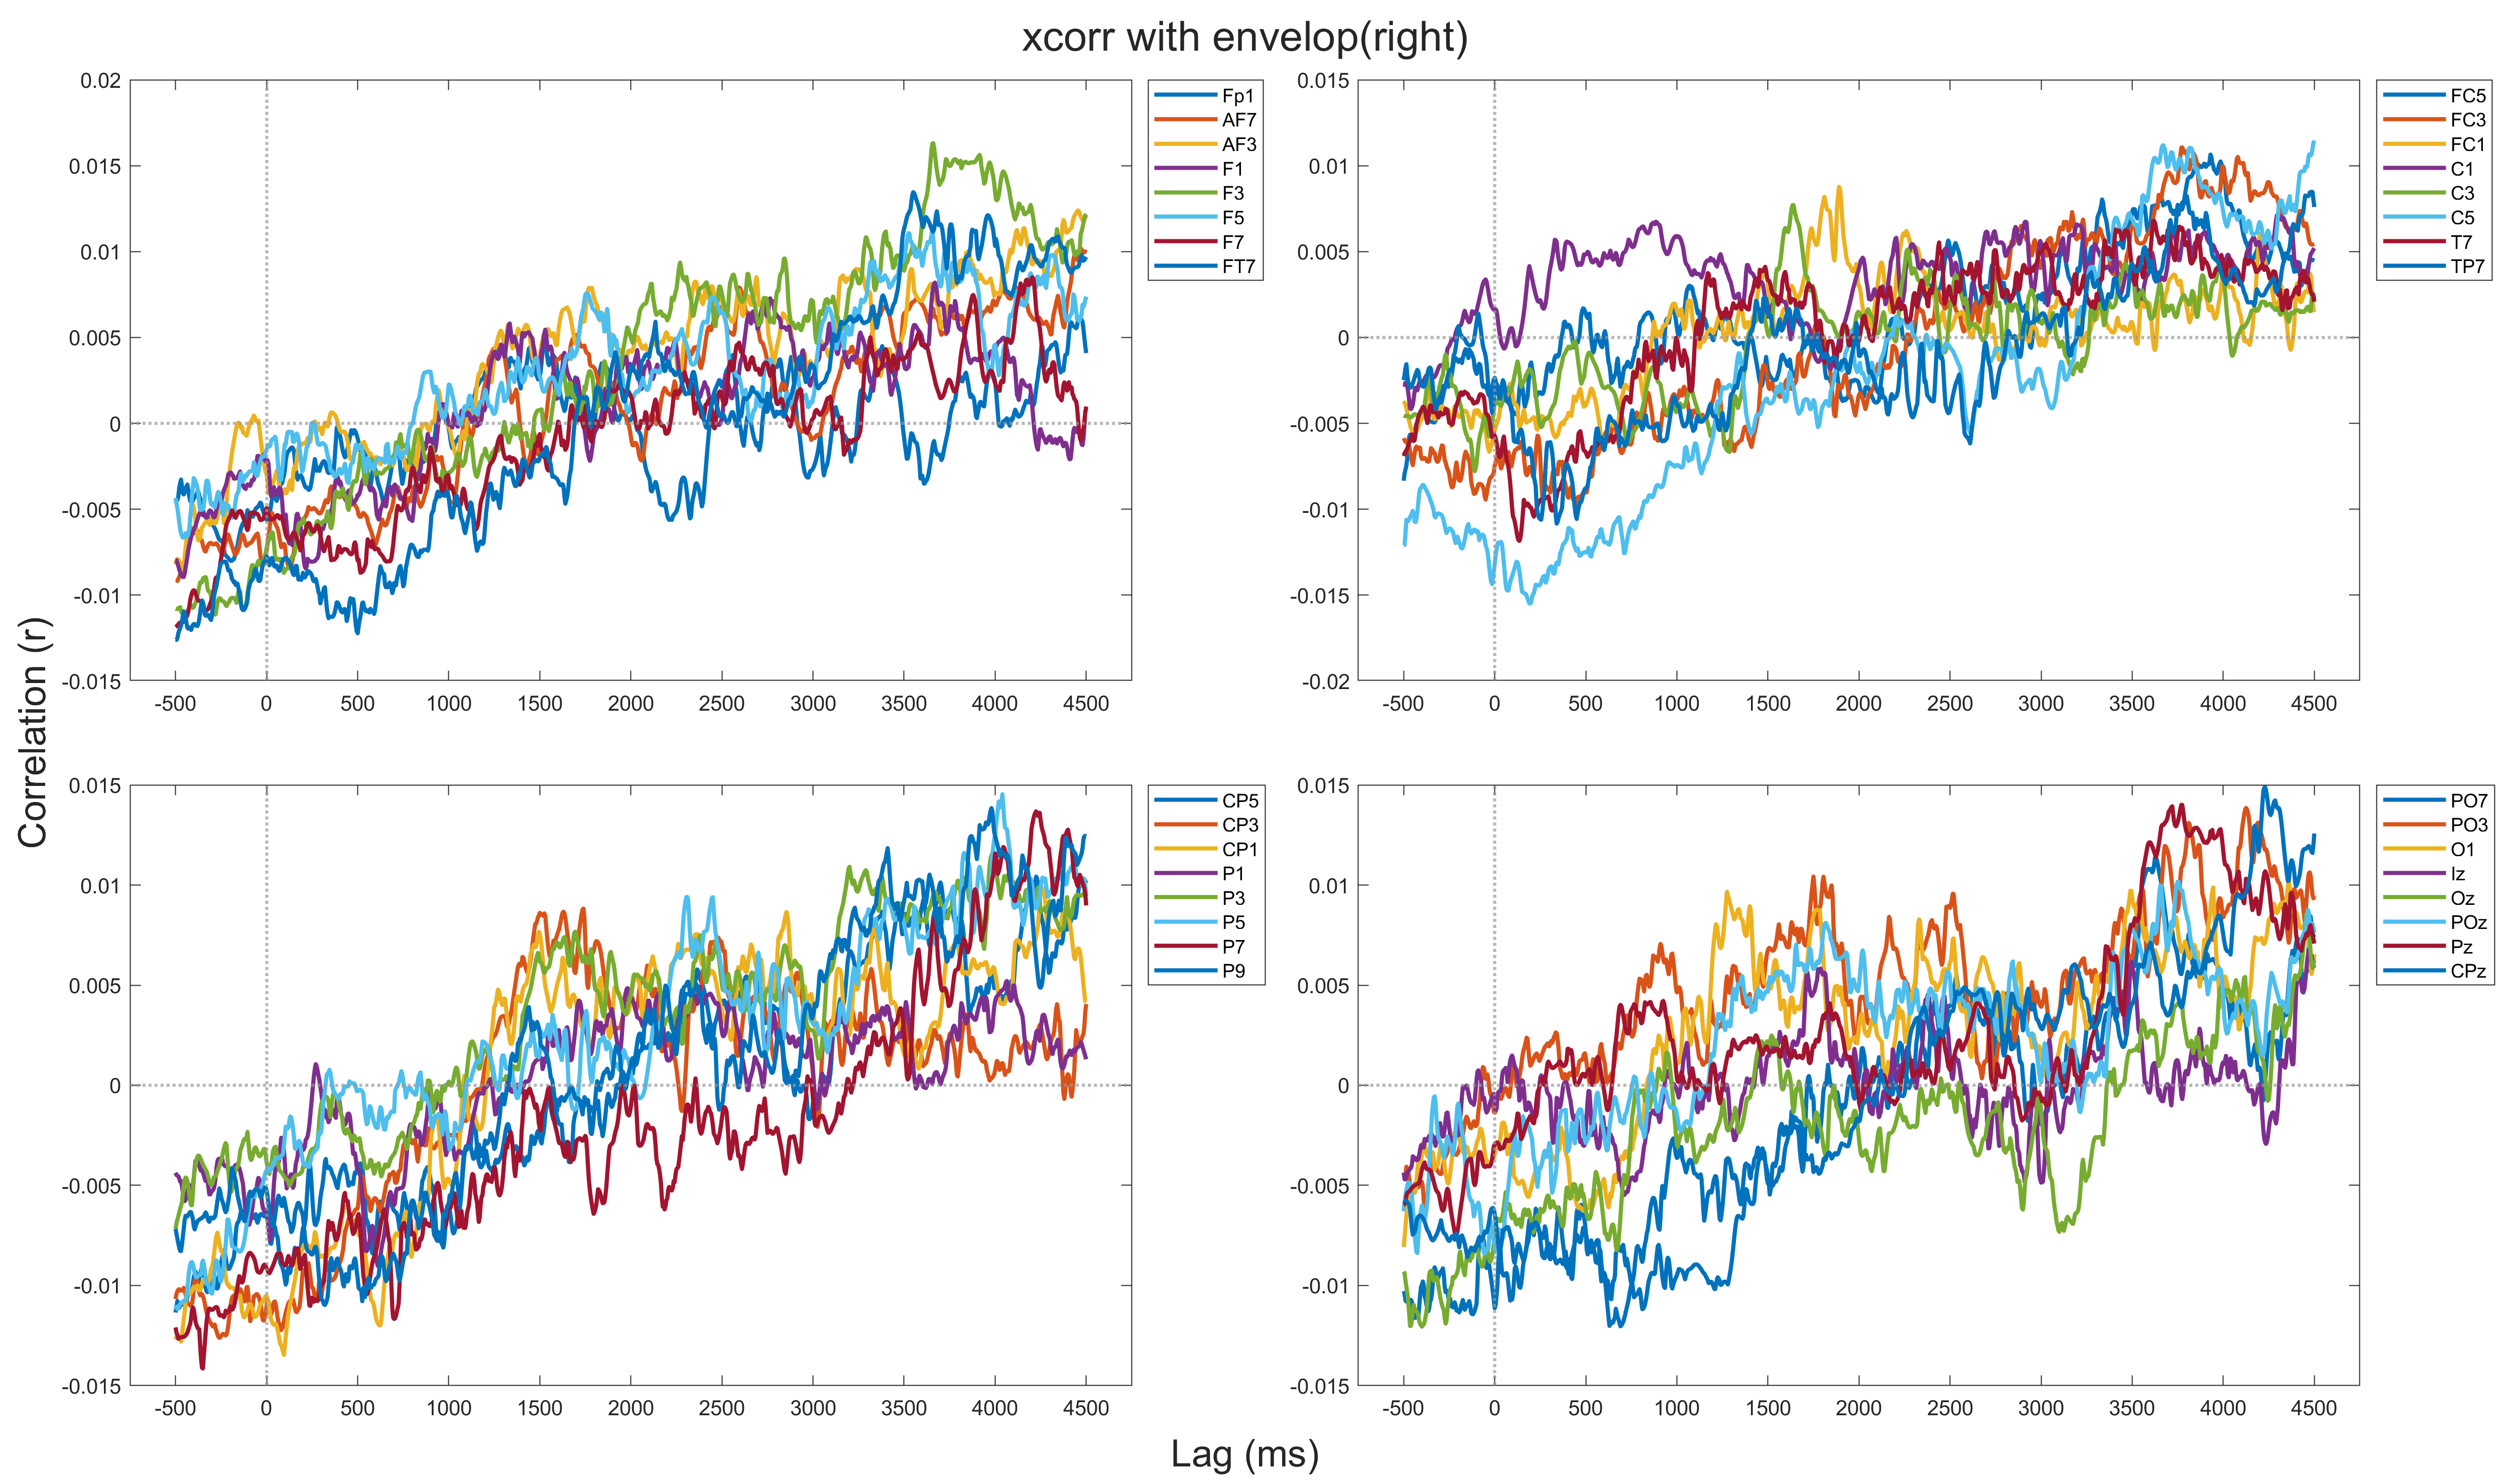 xcorr with envelop(right)
0.02
0.015
0.01
0.005
0
-0.005
-0.01
-0.015
-500 0 500 1000 1500 2000 2500 3000 3500 4000 4500
Fp1
AF7
AF3
F1
F3
F5
F7
FT7
0.015
0.01
0.005
0
-0.005
-0.01
-0.015
-0.02
-500 0 500 1000 1500 2000 2500 3000 3500 4000 4500
FC5
FC3
FC1
C1
C3
C5
T7
TP7
Correlation (r)
0.015
0.01
0.005
0
-0.005
-0.01
-0.015
-500 0 500 1000 1500 2000 2500 3000 3500 4000 4500
CP5
CP3
CP1
P1
P3
P5
P7
P9
0.015
0.01
0.005
0
-0.005
-0.01
-0.015
-500 0 500 1000 1500 2000 2500 3000 3500 4000 4500
PO7
PO3
O1
Iz
Oz
POz
Pz
CPz
Lag (ms)